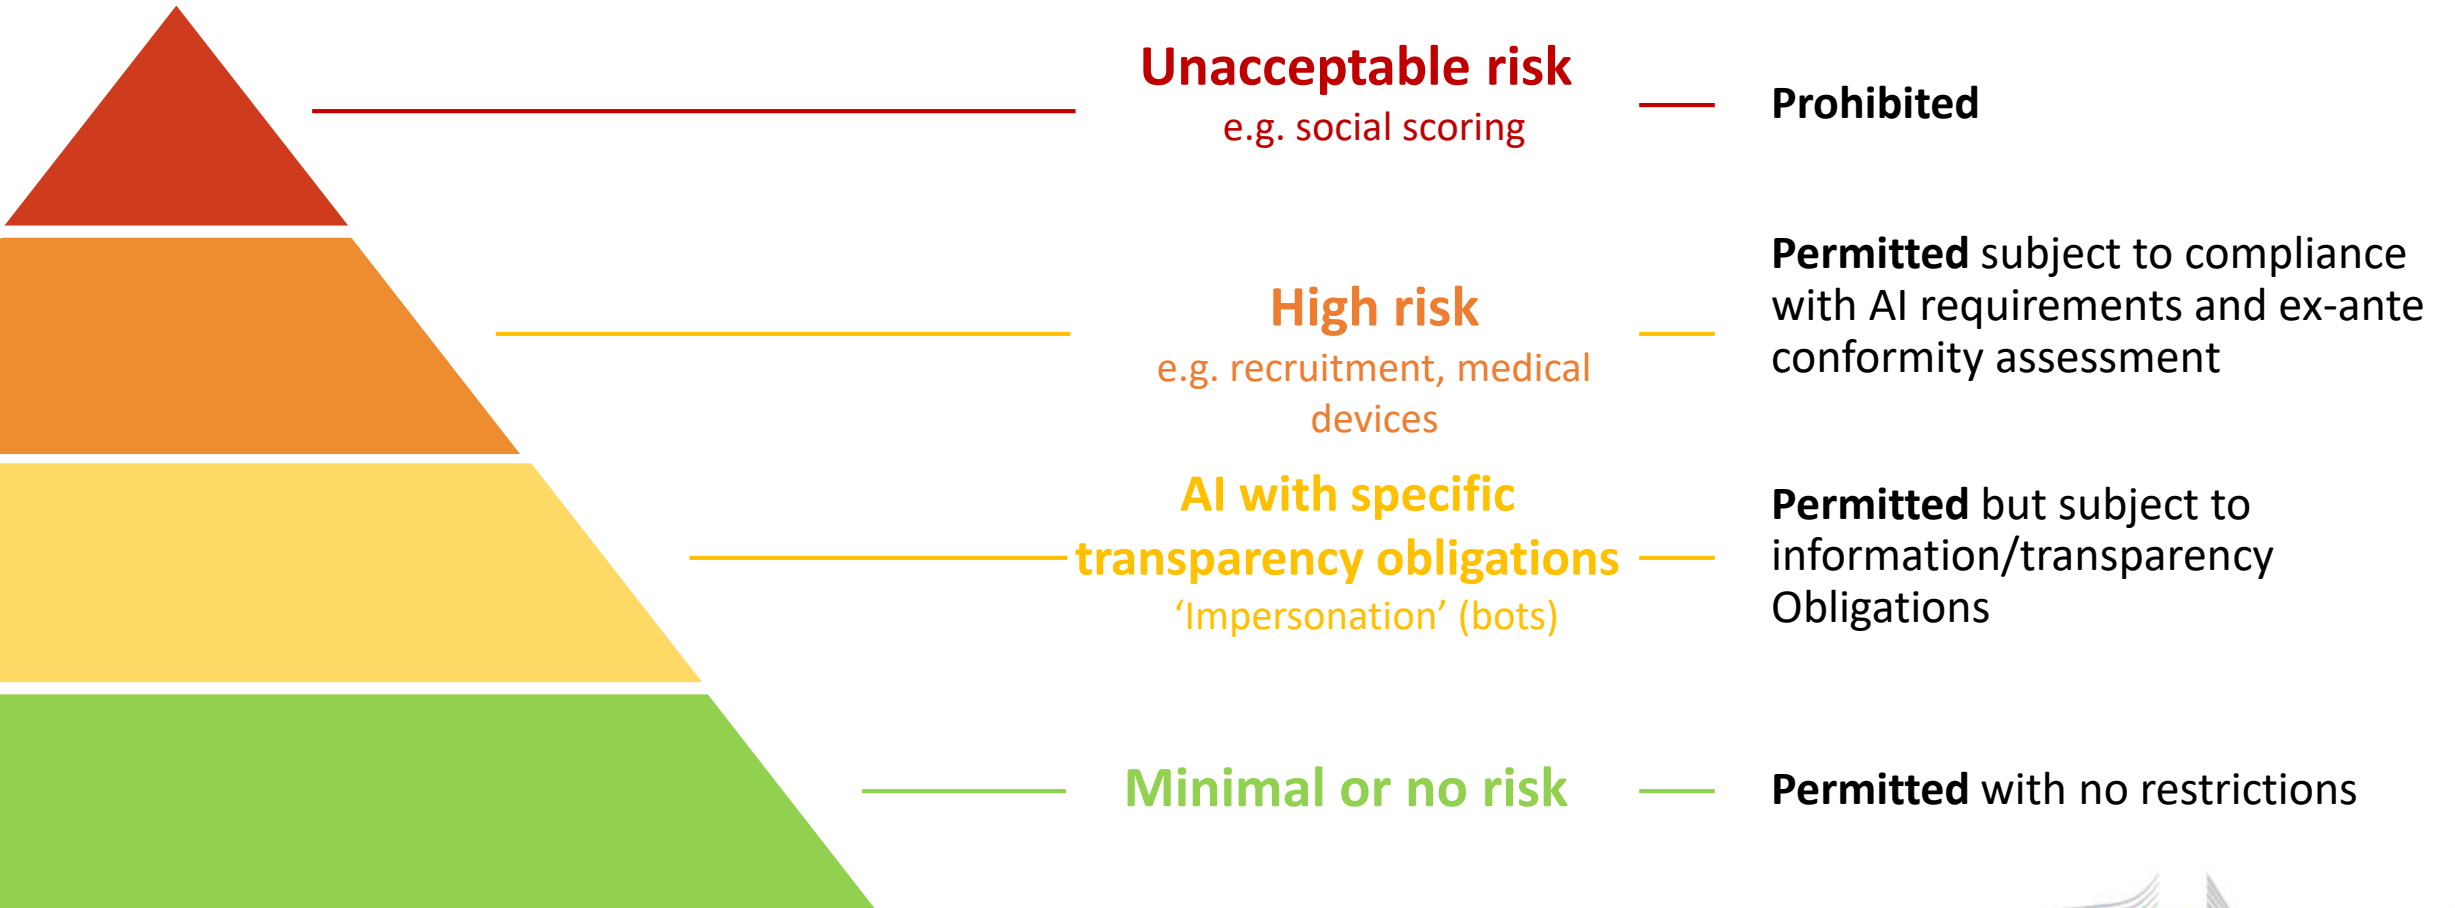 Unacceptable risk
e.g. social scoring
Prohibited
High risk
e.g. recruitment, medical
devices
Permitted subject to compliance
with AI requirements and ex-ante
conformity assessment
AI with specific
transparency obligations
‘Impersonation’ (bots)
Permitted but subject to
information/transparency
Obligations
Minimal or no risk
Permitted with no restrictions